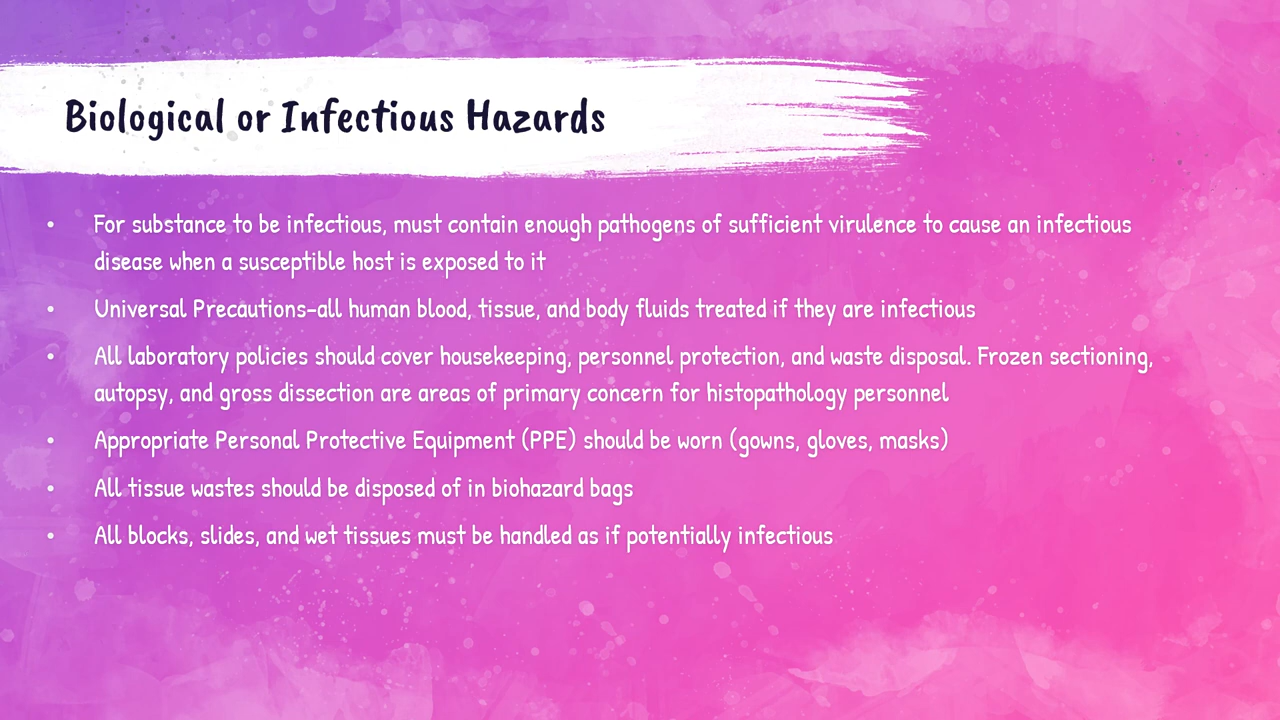 Biological or Infectious Hazards
• For substance to be infectious, must contain enough pathogens of sufficient virulence to cause an infectious
disease when a susceptible host is exposed to it
• Universal Precautions-all human blood, tissue, and body fluids treated if they are infectious
• All laboratory policies should cover housekeeping, personnel protection, and waste disposal. Frozen sectioning,
autopsy, and gross dissection are areas of primary concern for histopathology personnel
• Appropriate Personal Protective Equipment (PPE) should be worn (gowns, gloves, masks)
• All tissue wastes should be disposed of in biohazard bags
• All blocks, slides, and wet tissues must be handled as if potentially infectious